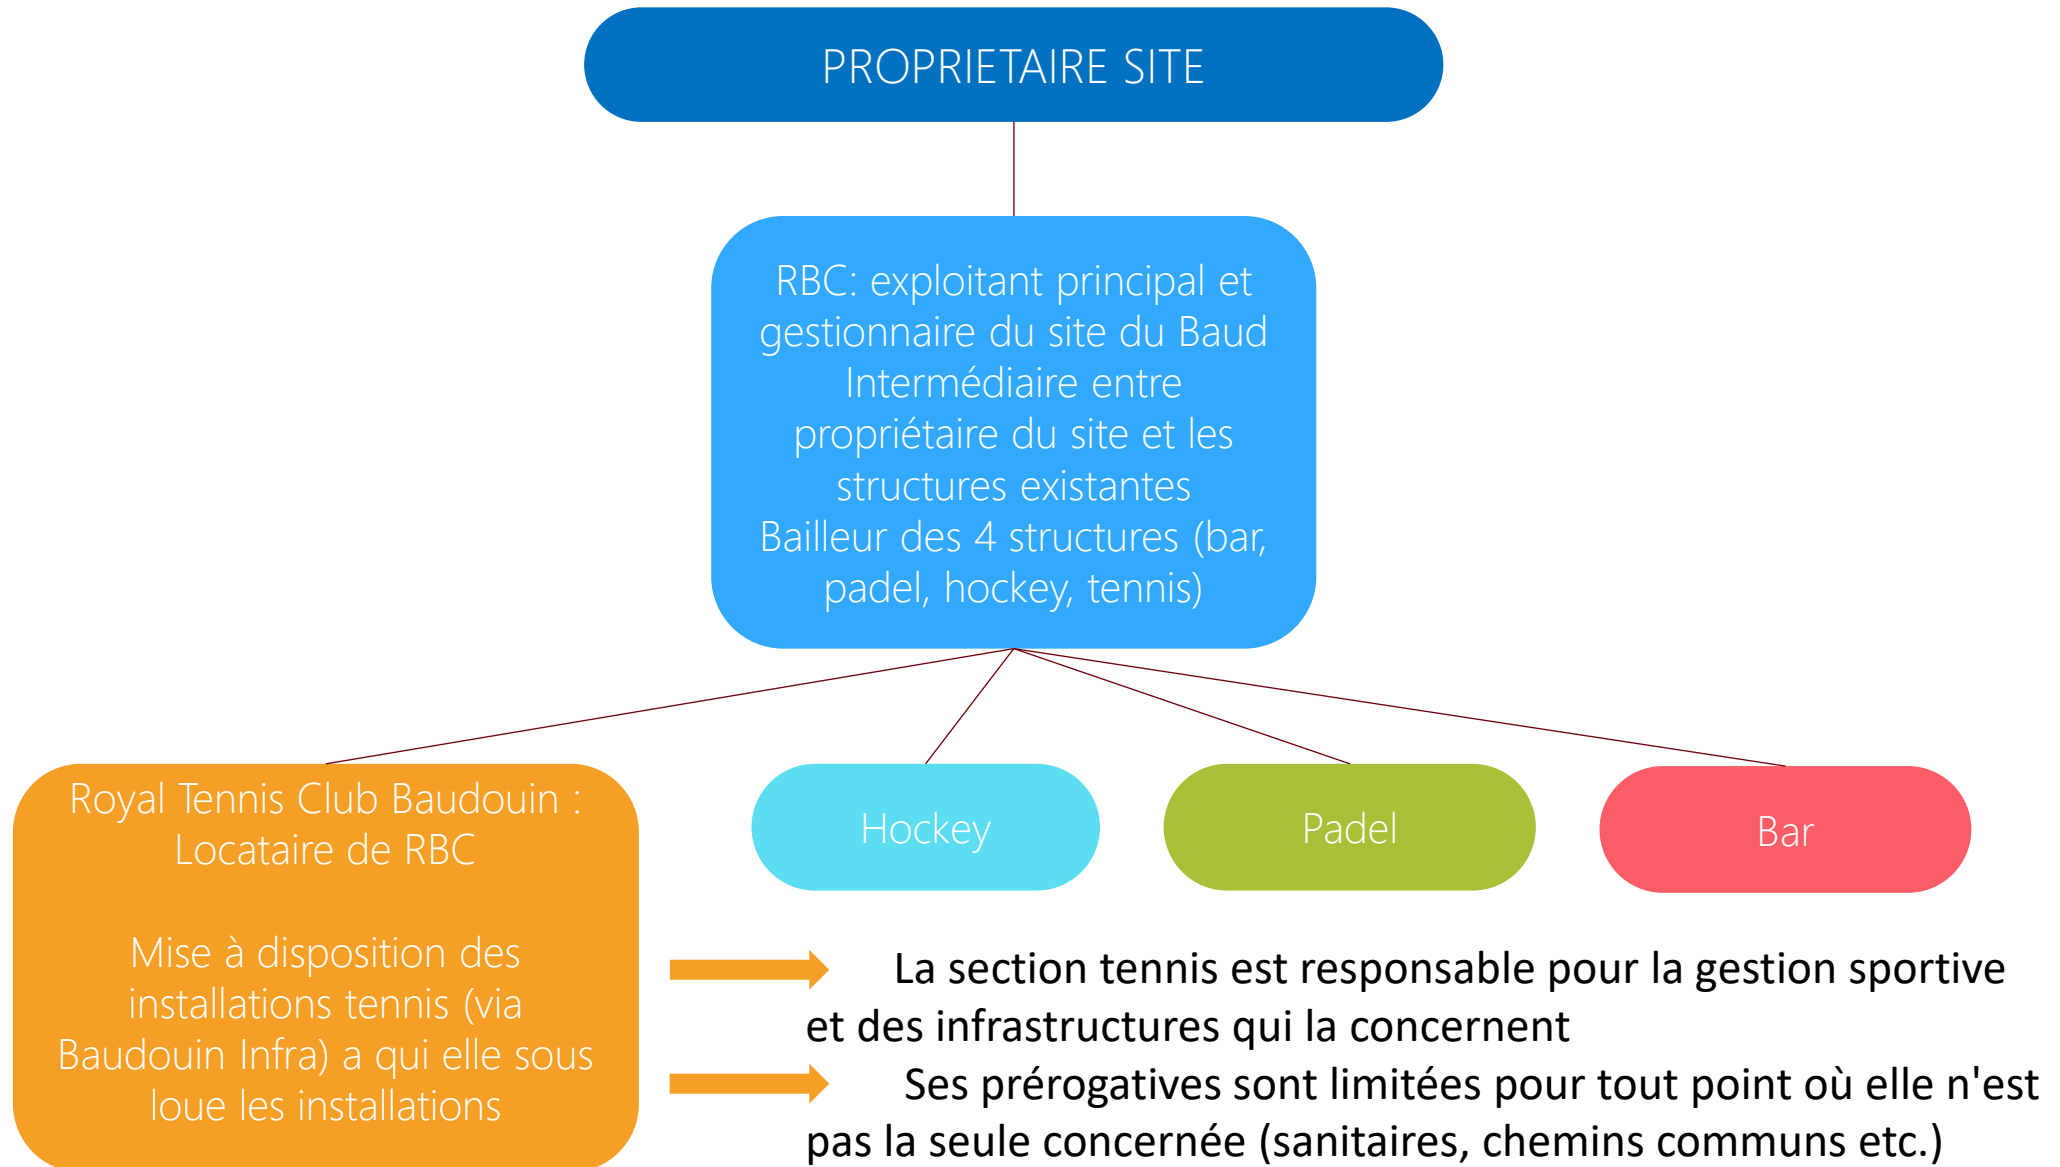 PROPRIETAIRE SITE
RBC: exploitant principal et
gestionnaire du site du Baud
Intermédiaire entre
propriétaire du site et les
structures existantes
Bailleur des 4 structures (bar,
padel, hockey, tennis)
Royal Tennis Club Baudouin :
Locataire de RBC
Mise à disposition des
installations tennis (via
Baudouin Infra) a qui elle sous
loue les installations
Hockey
Padel
Bar
La section tennis est responsable pour la gestion sportive
et des infrastructures qui la concernent
Ses prérogatives sont limitées pour tout point où elle n'est
pas la seule concernée (sanitaires, chemins communs etc.)